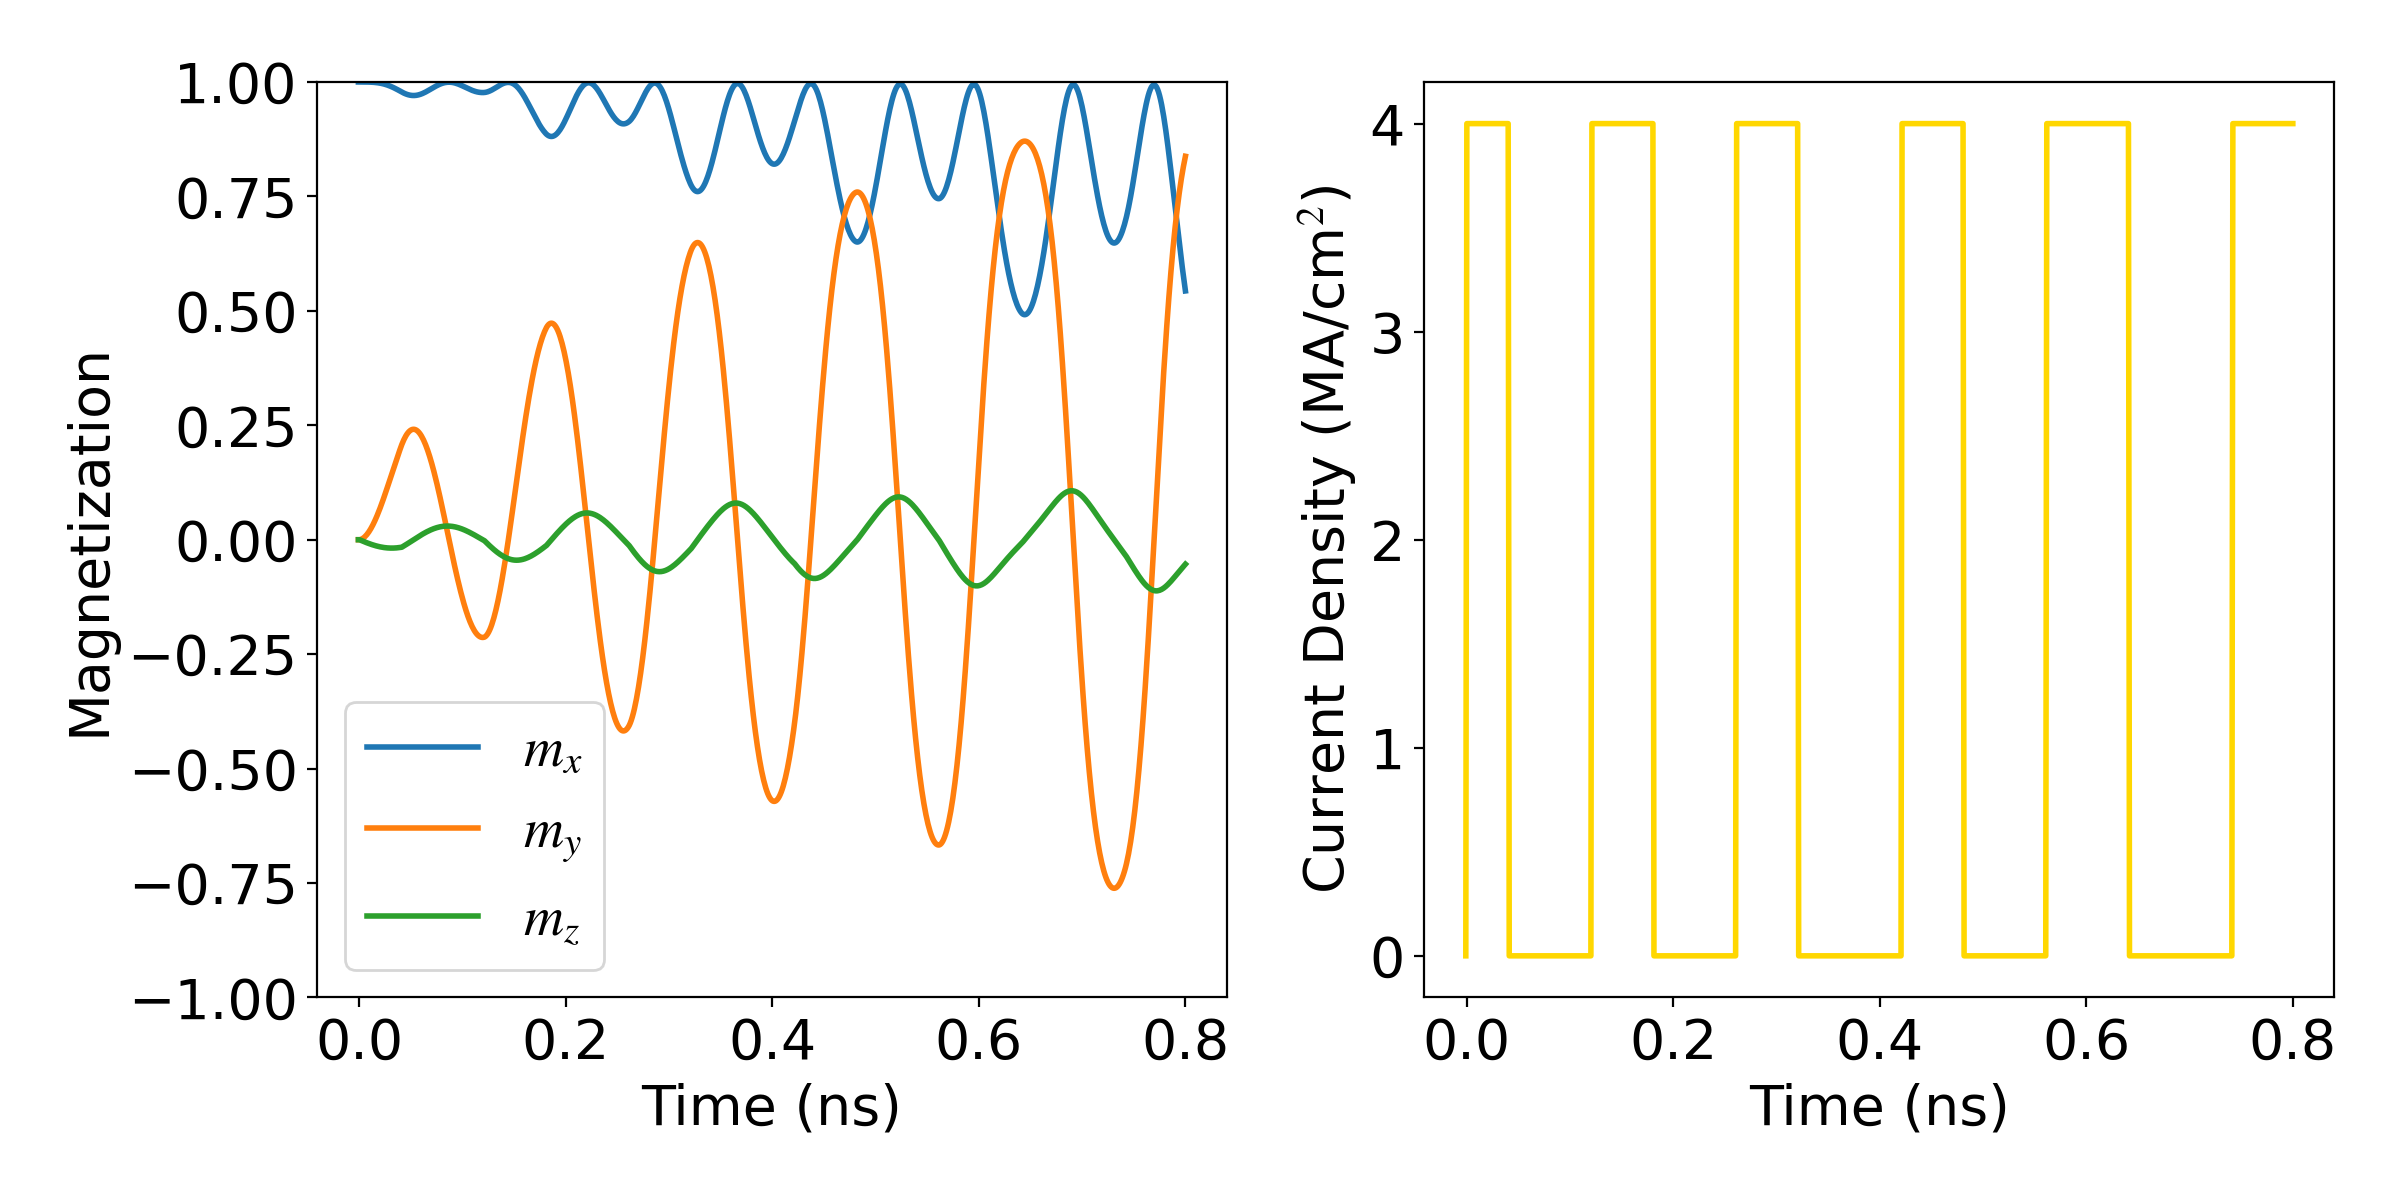 1.00
0.75
0.50
0.25
0.00
−0.25
−0.50
−0.75
−1.00
Magnetization
0.0 0.2 0.4 0.6 0.8
Time (ns)
m_x
m_y
m_z
4
3
2
1
0
Current Density (MA/cm²)
0.0 0.2 0.4 0.6 0.8
Time (ns)